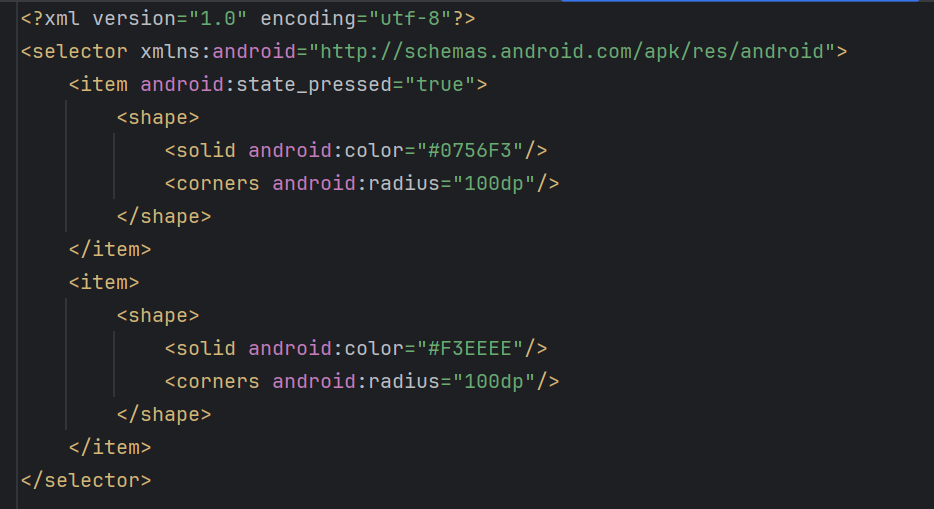 <?xml version="1.0" encoding="utf-8"?>
<selector xmlns:android="http://schemas.android.com/apk/res/android">
    <item android:state_pressed="true">
        <shape>
            <solid android:color="#0756F3"/>
            <corners android:radius="100dp"/>
        </shape>
    </item>
    <item>
        <shape>
            <solid android:color="#F3EEEE"/>
            <corners android:radius="100dp"/>
        </shape>
    </item>
</selector>